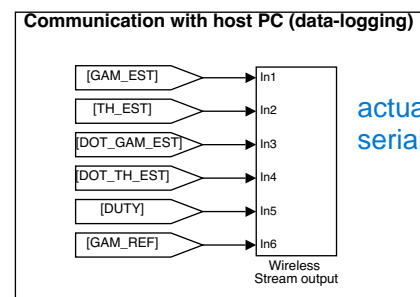 Communication with host PC (data-logging)
[GAM_EST]
In1
[TH_EST]
In2
[DOT_GAM_EST]
In3
[DOT_TH_EST]
In4
[DUTY]
In5
[GAM_REF]
In6
Wireless
Stream output
actua
seria